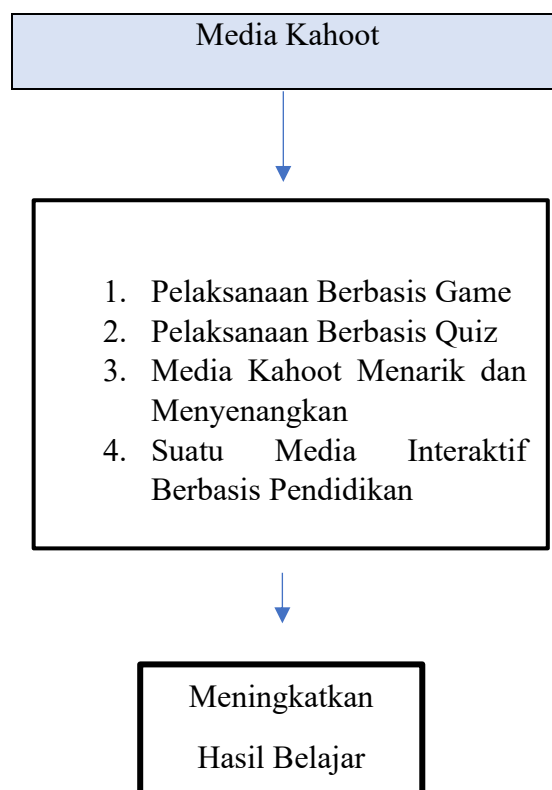 Media Kahoot
1. Pelaksanaan Berbasis Game
2. Pelaksanaan Berbasis Quiz
3. Media Kahoot Menarik dan
Menyenangkan
4. Suatu Media Interaktif
Berbasis Pendidikan
Meningkatkan
Hasil Belajar